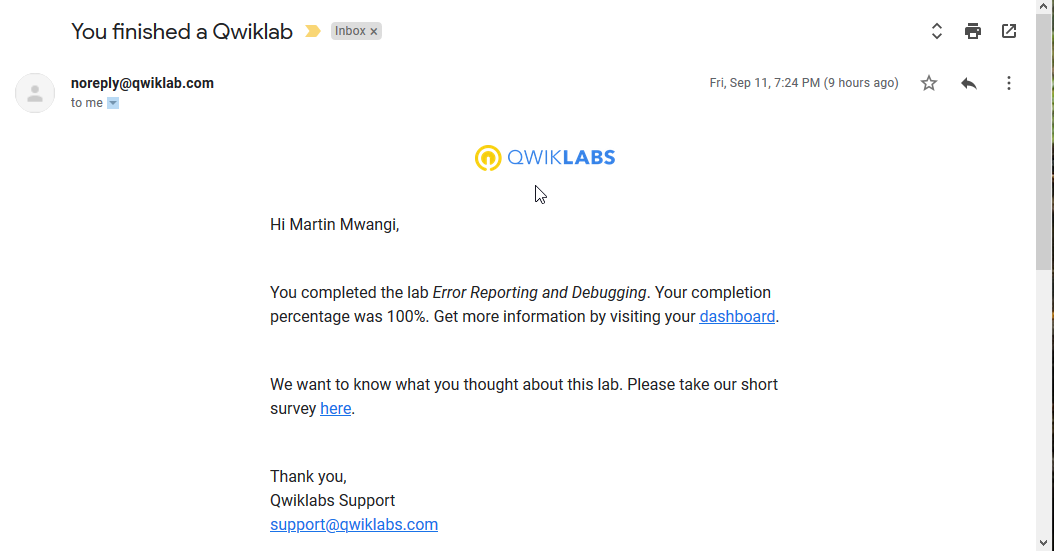 You finished a Qwiklab
Inbox ×
noreply@qwiklab.com
Fri, Sep 11, 7:24 PM (9 hours ago)
to me
QWIKLABS
Hi Martin Mwangi,
You completed the lab Error Reporting and Debugging. Your completion
percentage was 100%. Get more information by visiting your dashboard.
We want to know what you thought about this lab. Please take our short
survey here.
Thank you,
Qwiklabs Support
support@qwiklabs.com